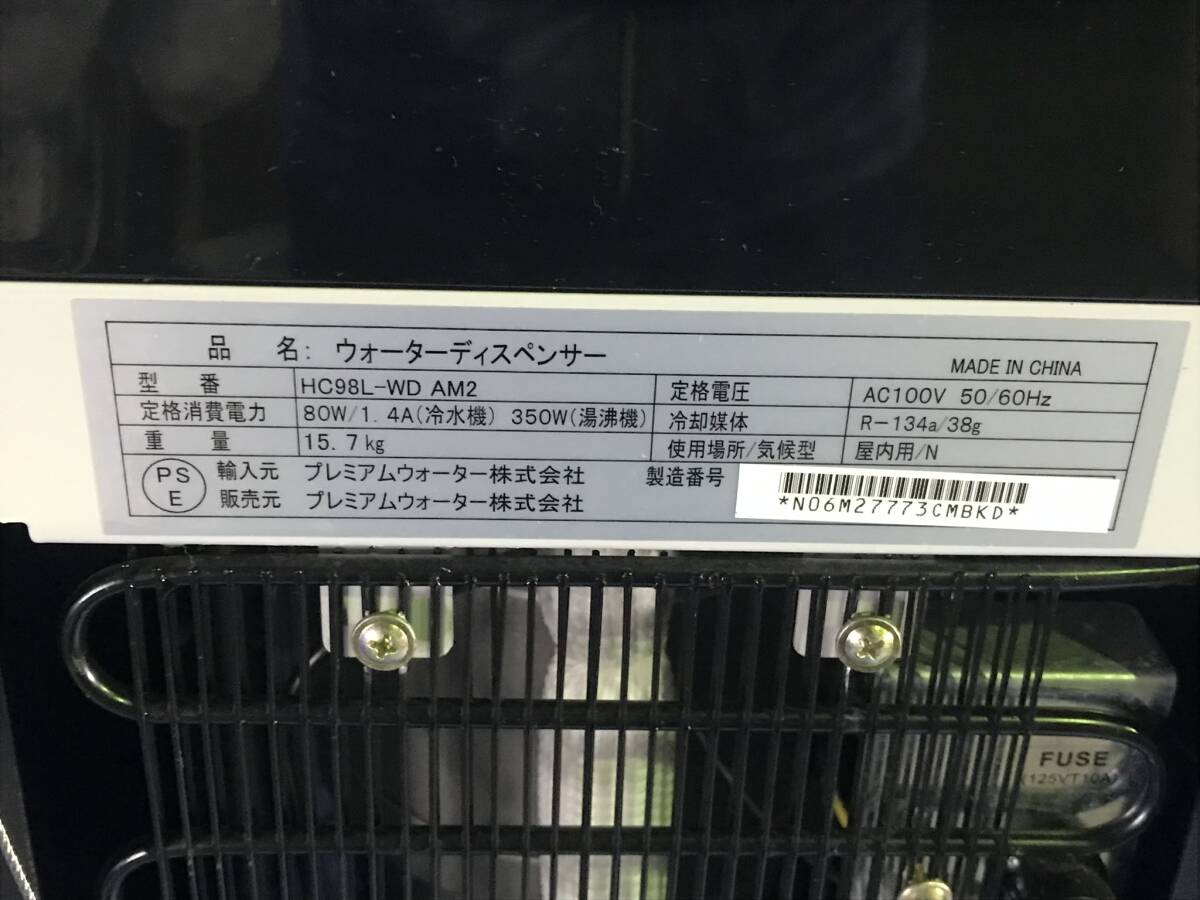 品 名: ウォーターディスペンサー MADE IN CHINA
型 番 HC98L-WD AM2 定格電圧 AC100V 50/60Hz
定格消費電力 80W/1.4A(冷水機) 350W(湯沸機) 冷却媒体 R-134a/38g
重 量 15.7kg 使用場所/気候型 屋内用/N
PS E 輸入元 プレミアムウォーター株式会社 製造番号
販売元 プレミアムウォーター株式会社
*N06M27773CMBKD*
FUSE
(125VT10A)